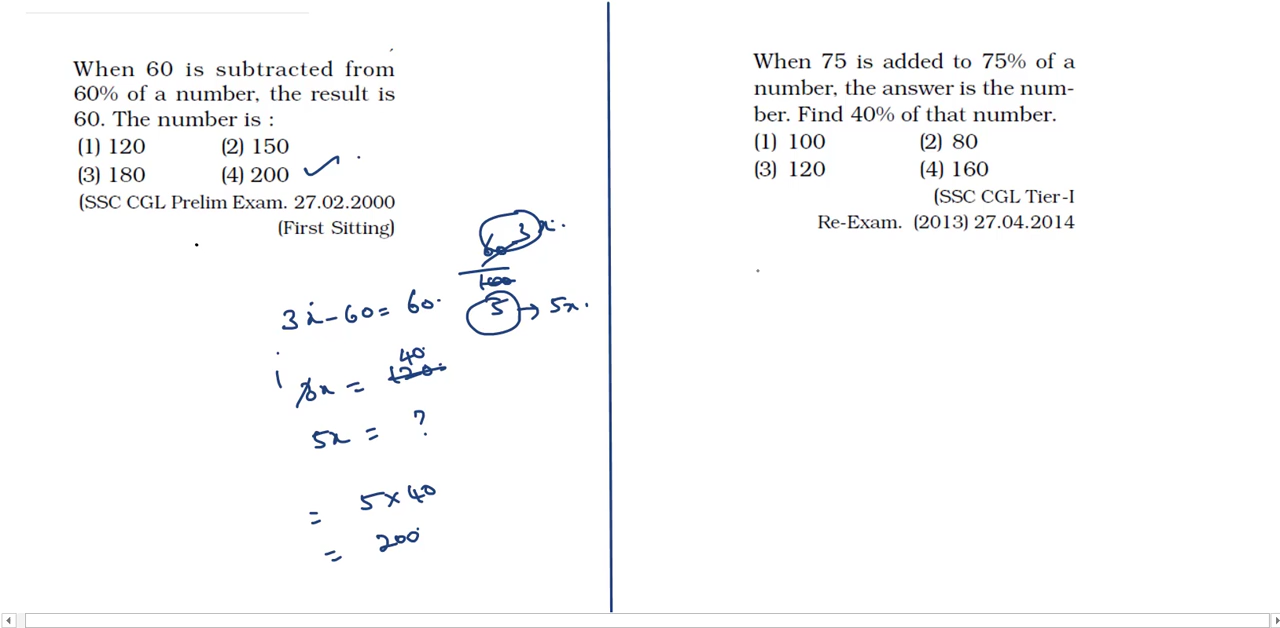 When 60 is subtracted from
60% of a number, the result is
60. The number is :
(1) 120 (2) 150
(3) 180 (4) 200
(SSC CGL Prelim Exam. 27.02.2000
(First Sitting)
60 3x
100
5 → 5x
3x - 60 = 60
40
3x = 120
5x = ?
= 5 × 40
= 200
When 75 is added to 75% of a
number, the answer is the num-
ber. Find 40% of that number.
(1) 100 (2) 80
(3) 120 (4) 160
(SSC CGL Tier-I
Re-Exam. (2013) 27.04.2014